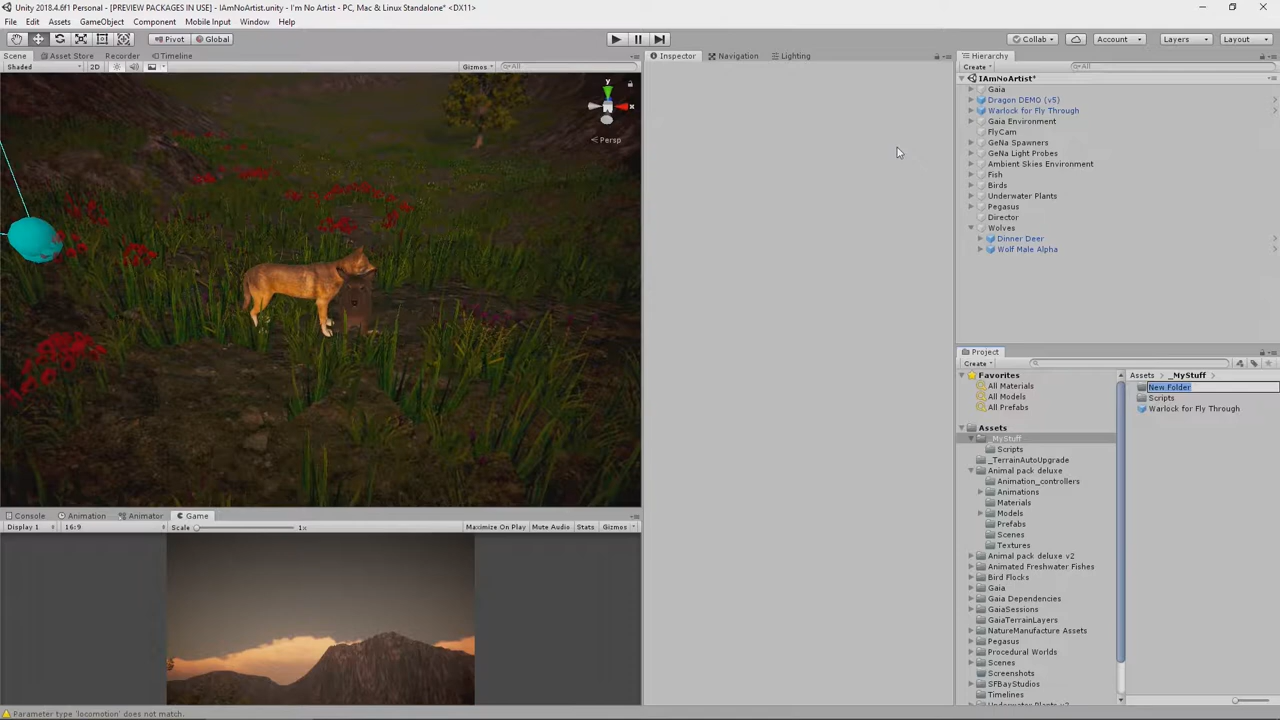 Unity 2018.4.6f1 Personal - [PREVIEW PACKAGES IN USE] - IAmNoArtist.unity - I'm No Artist - PC, Mac & Linux Standalone* <DX11>
File Edit Assets GameObject Component Mobile Input Window Help
Pivot Global Collab Account Layers Layout
Scene Asset Store Recorder Timeline
Shaded 2D Gizmos All
y
x
Persp
Inspector Navigation Lighting
Hierarchy
Create All
IAmNoArtist*
Gaia
Dragon DEMO (v5)
Warlock for Fly Through
Gaia Environment
FlyCam
GeNa Spawners
GeNa Light Probes
Ambient Skies Environment
Fish
Birds
Underwater Plants
Pegasus
Director
Wolves
Dinner Deer
Wolf Male Alpha
Project
Create
Favorites
All Materials
All Models
All Prefabs
Assets
_MyStuff
Scripts
_TerrainAutoUpgrade
Animal pack deluxe
Animation_controllers
Animations
Materials
Models
Prefabs
Scenes
Textures
Animal pack deluxe v2
Animated Freshwater Fishes
Bird Flocks
Gaia
Gaia Dependencies
GaiaSessions
GaiaTerrainLayers
NatureManufacture Assets
Pegasus
Procedural Worlds
Scenes
Screenshots
SFBayStudios
Timelines
Underwater Plants v2
Assets _MyStuff
New Folder
Scripts
Warlock for Fly Through
Console Animation Animator Game
Display 1 16:9 Scale 1x Maximize On Play Mute Audio Stats Gizmos
Parameter type 'locomotion' does not match.